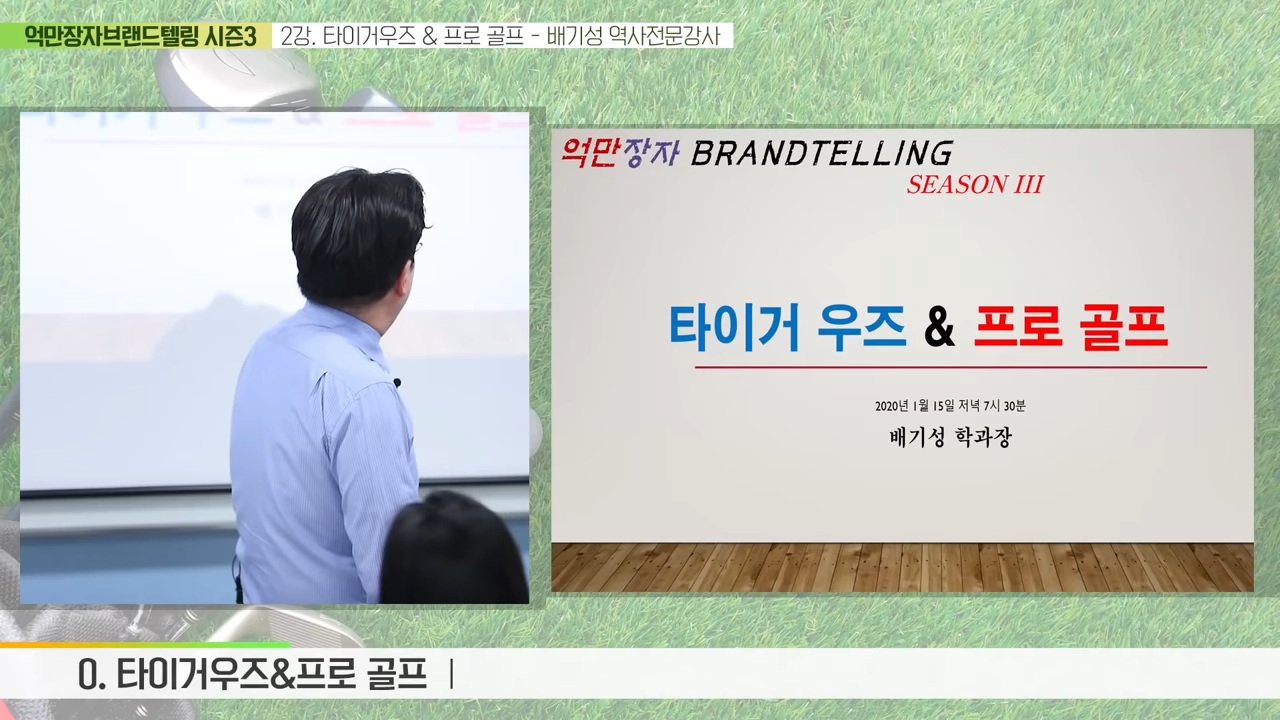 억만장자브랜드텔링 시즌3
2강. 타이거우즈 & 프로 골프 - 배기성 역사전문강사
억만장자 BRANDTELLING
SEASON III
타이거 우즈 & 프로 골프
2020년 1월 15일 저녁 7시 30분
배기성 학과장
0. 타이거우즈&프로 골프